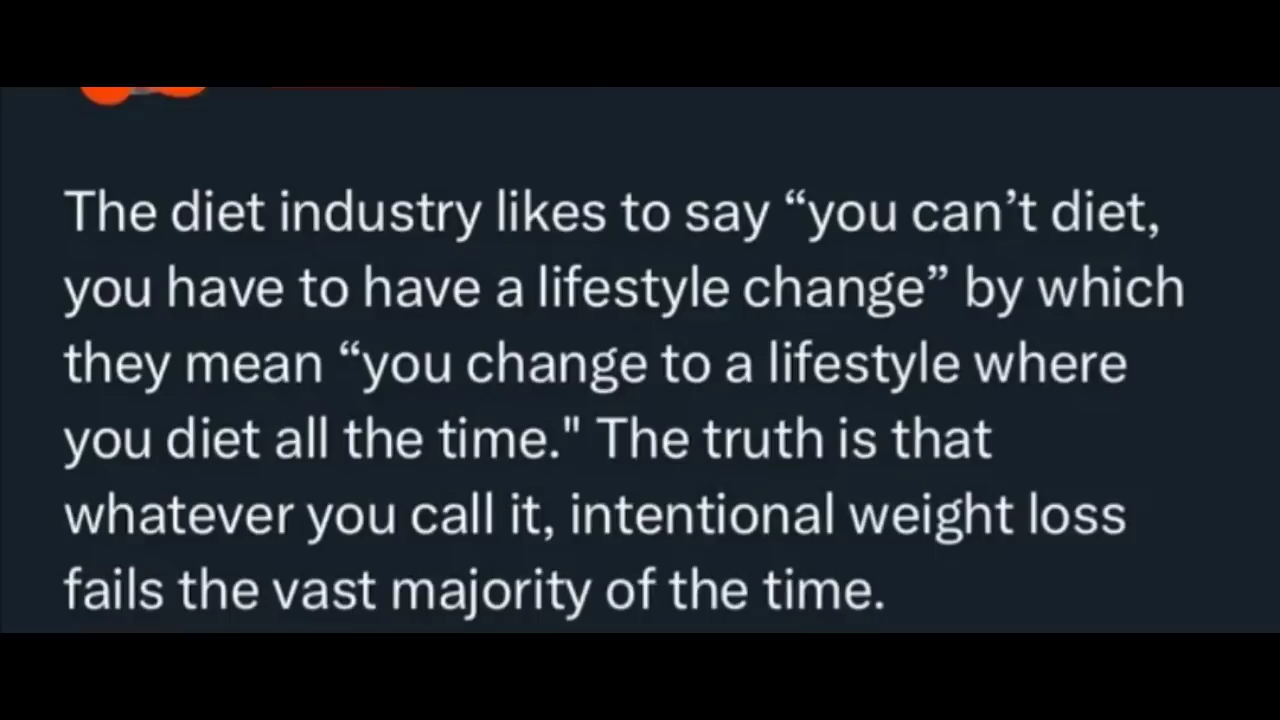 The diet industry likes to say “you can’t diet,
you have to have a lifestyle change” by which
they mean “you change to a lifestyle where
you diet all the time." The truth is that
whatever you call it, intentional weight loss
fails the vast majority of the time.